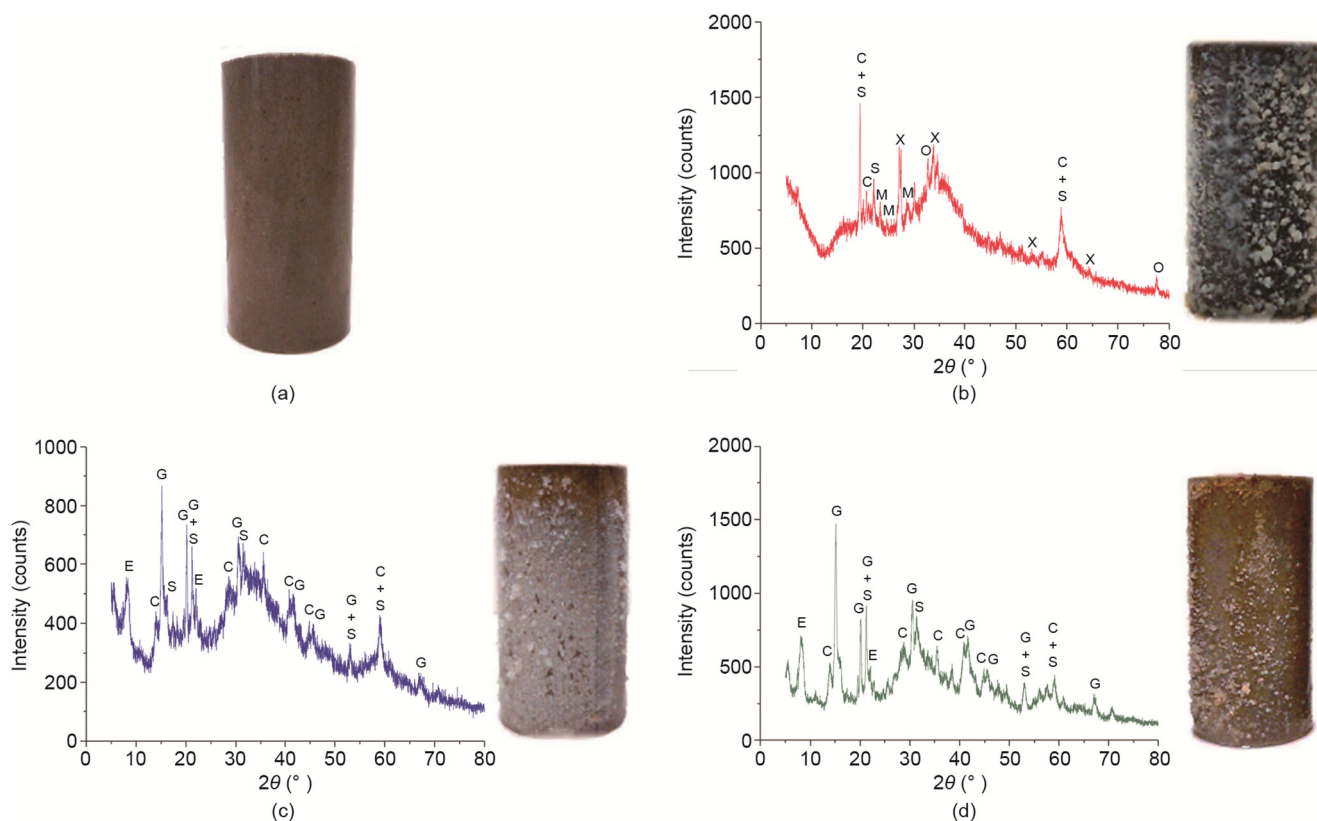 (a)
2000
1500
1000
500
0
Intensity (counts)
C
+
S
C
S
M
M
X
M
O
X
X
C
+
S
X
O
0 10 20 30 40 50 60 70 80
2θ (°)
(b)
1000
800
600
400
200
0
Intensity (counts)
E
C
G
S
G
G
+
S
E
C
G
S
C
C
G
C
G
G
+
S
C
+
S
G
0 10 20 30 40 50 60 70 80
2θ (°)
(c)
2000
1500
1000
500
0
Intensity (counts)
E
C
G
G
G
+
S
E
C
G
S
C
C
G
C
G
G
+
S
C
+
S
G
0 10 20 30 40 50 60 70 80
2θ (°)
(d)